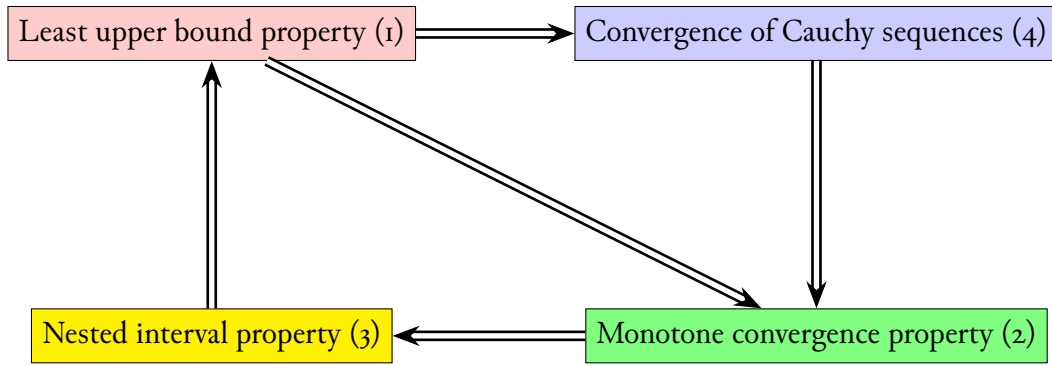 Least upper bound property (1)
Convergence of Cauchy sequences (4)
Nested interval property (3)
Monotone convergence property (2)